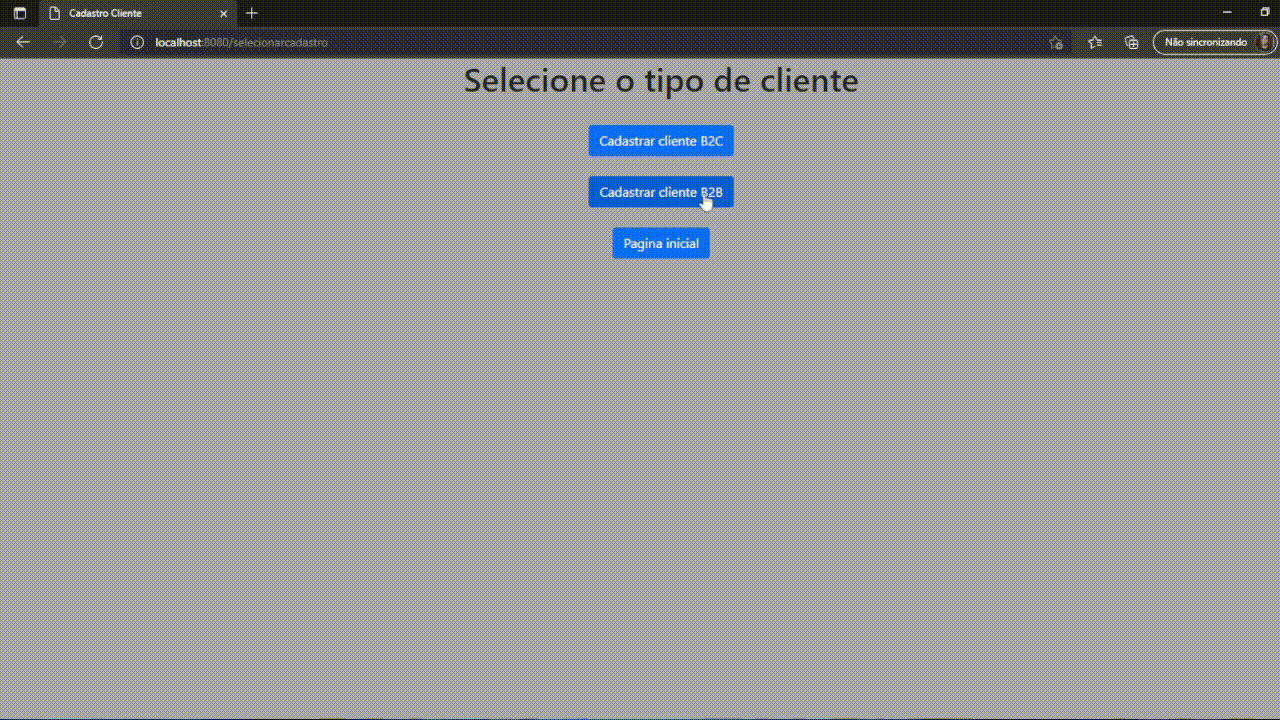 Cadastro Cliente
localhost:8080/selecionarcadastro
Não sincronizando
Selecione o tipo de cliente
Cadastrar cliente B2C
Cadastrar cliente B2B
Pagina inicial